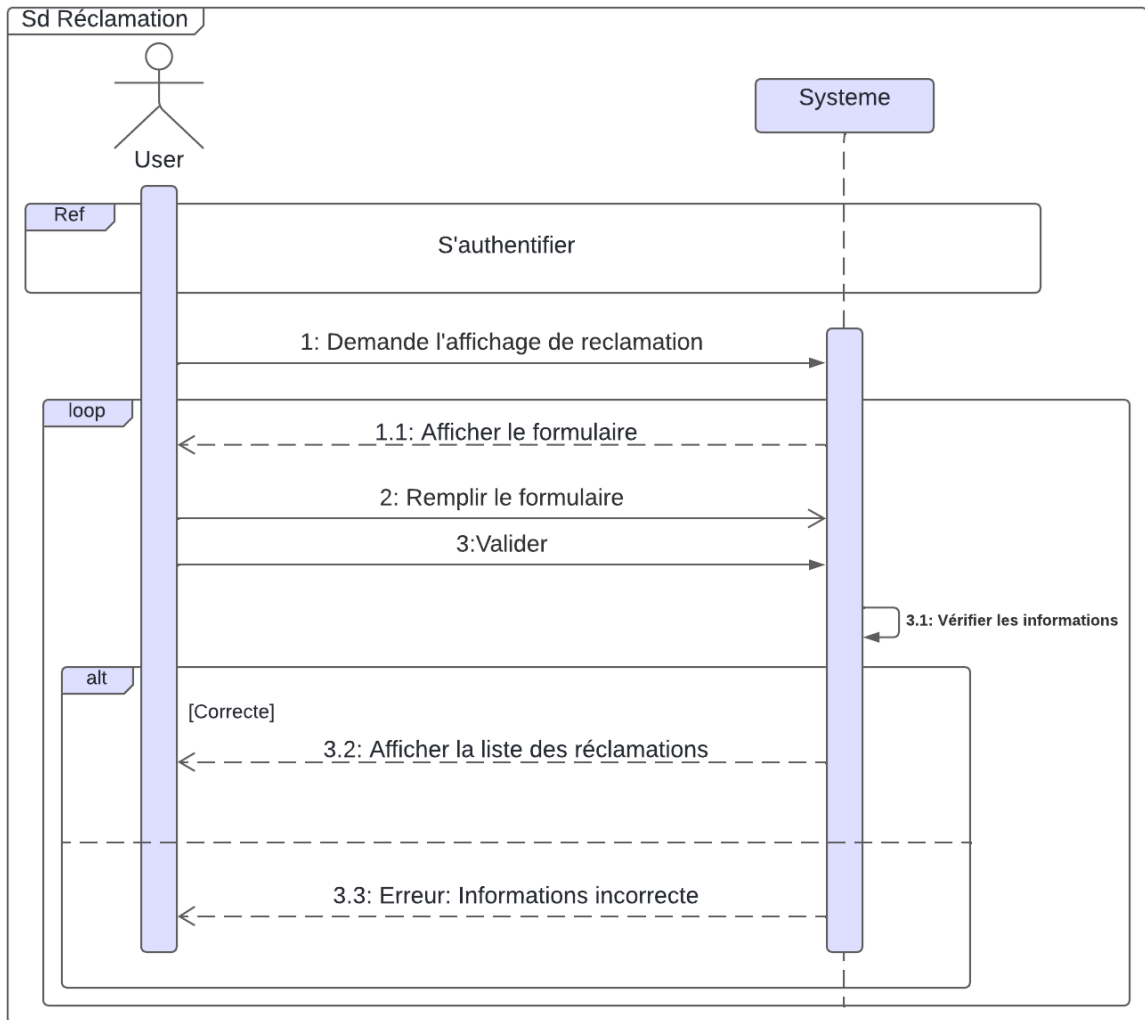 Sd Réclamation
User
Systeme
Ref
S'authentifier
1: Demande l'affichage de reclamation
loop
1.1: Afficher le formulaire
2: Remplir le formulaire
3:Valider
3.1: Vérifier les informations
alt
[Correcte]
3.2: Afficher la liste des réclamations
3.3: Erreur: Informations incorrecte